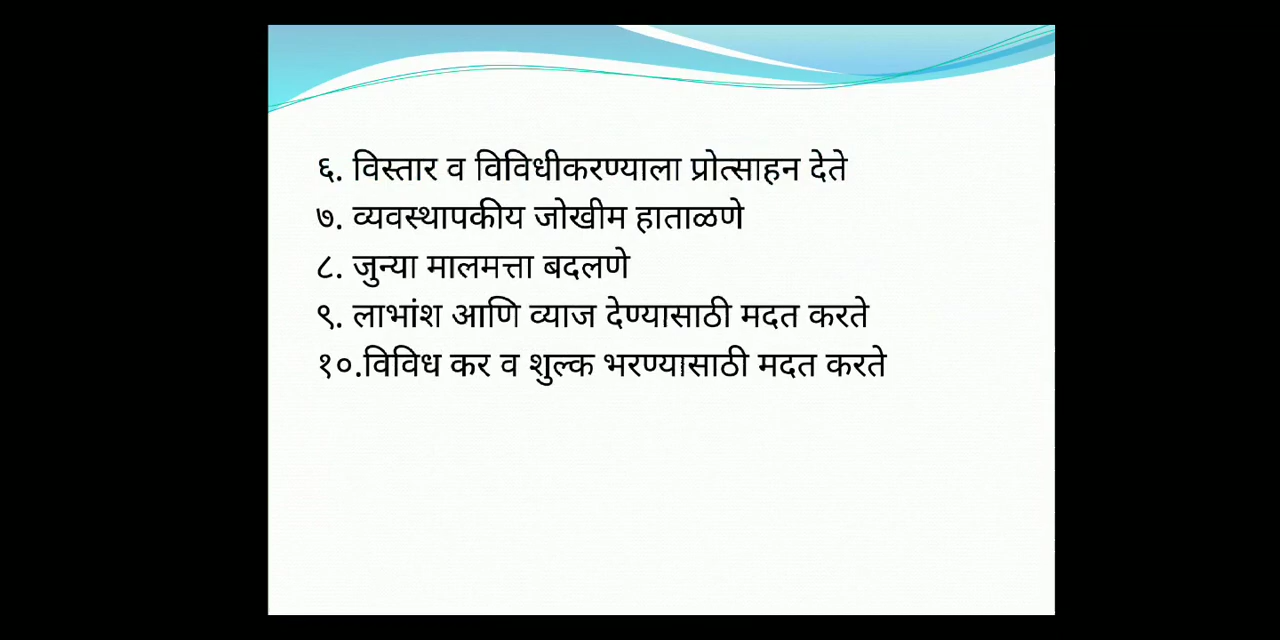 ६. विस्तार व विविधीकरण्याला प्रोत्साहन देते
७. व्यवस्थापकीय जोखीम हाताळणे
८. जुन्या मालमत्ता बदलणे
९. लाभांश आणि व्याज देण्यासाठी मदत करते
१०.विविध कर व शुल्क भरण्यासाठी मदत करते